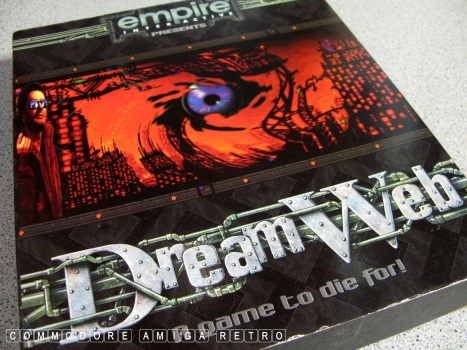 empire
INTERACTIVE
PRESENTS
DreamWeb
A game to die for!
COMMODORE AMIGA RETRO